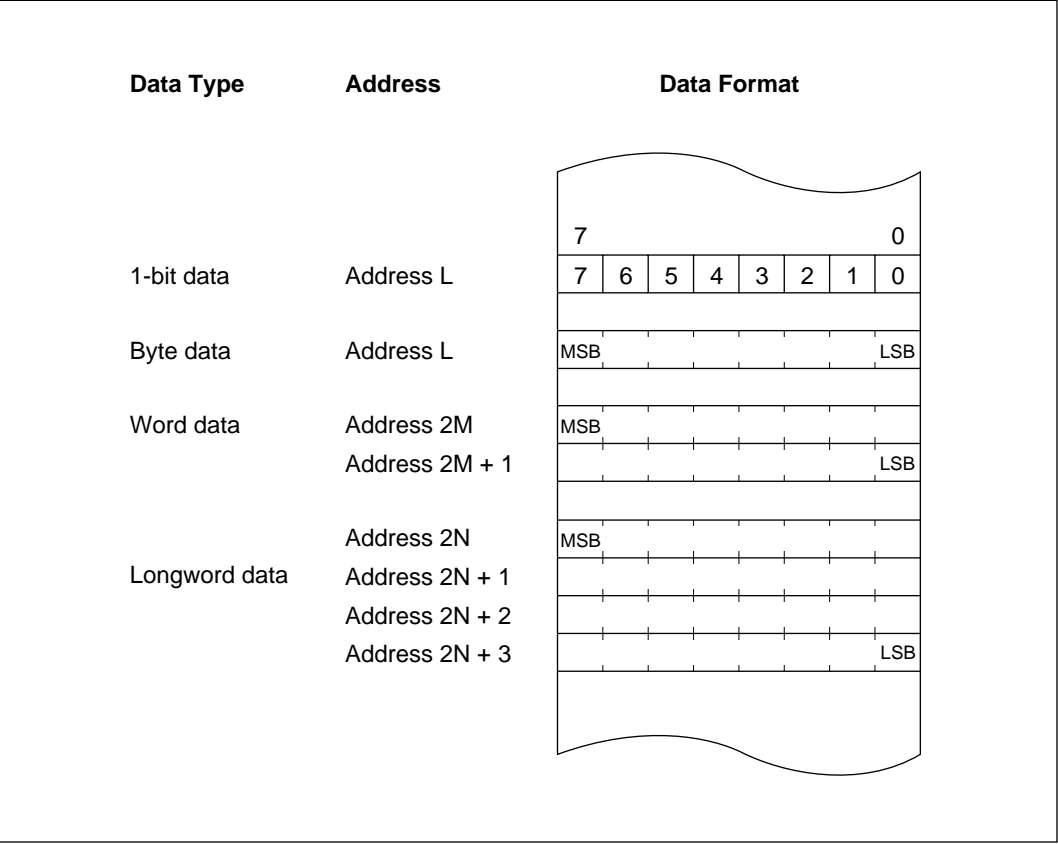 Data Type Address Data Format
7 0
1-bit data Address L 7 6 5 4 3 2 1 0
Byte data Address L MSB LSB
Word data Address 2M MSB
Address 2M + 1 LSB
Address 2N MSB
Longword data Address 2N + 1
Address 2N + 2
Address 2N + 3 LSB